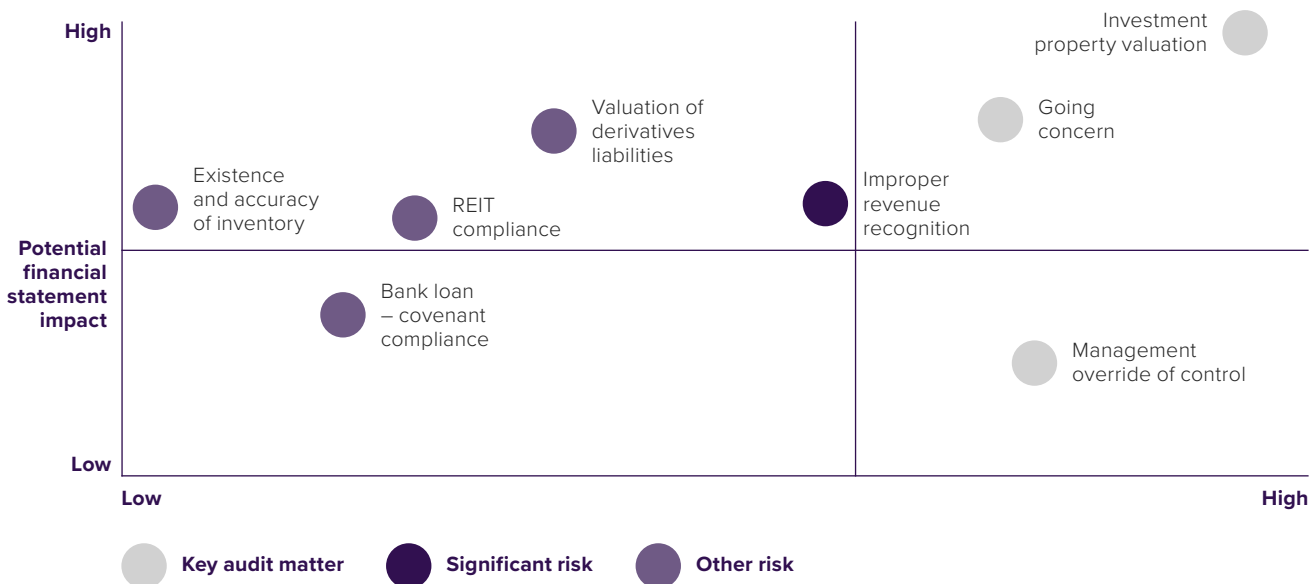 High
Investment
property valuation
Going
concern
Valuation of
derivatives
liabilities
Existence
and accuracy
of inventory
REIT
compliance
Improper
revenue
recognition
Potential
financial
statement
impact
Bank loan
– covenant
compliance
Management
override of control
Low
Low
High
Key audit matter
Significant risk
Other risk